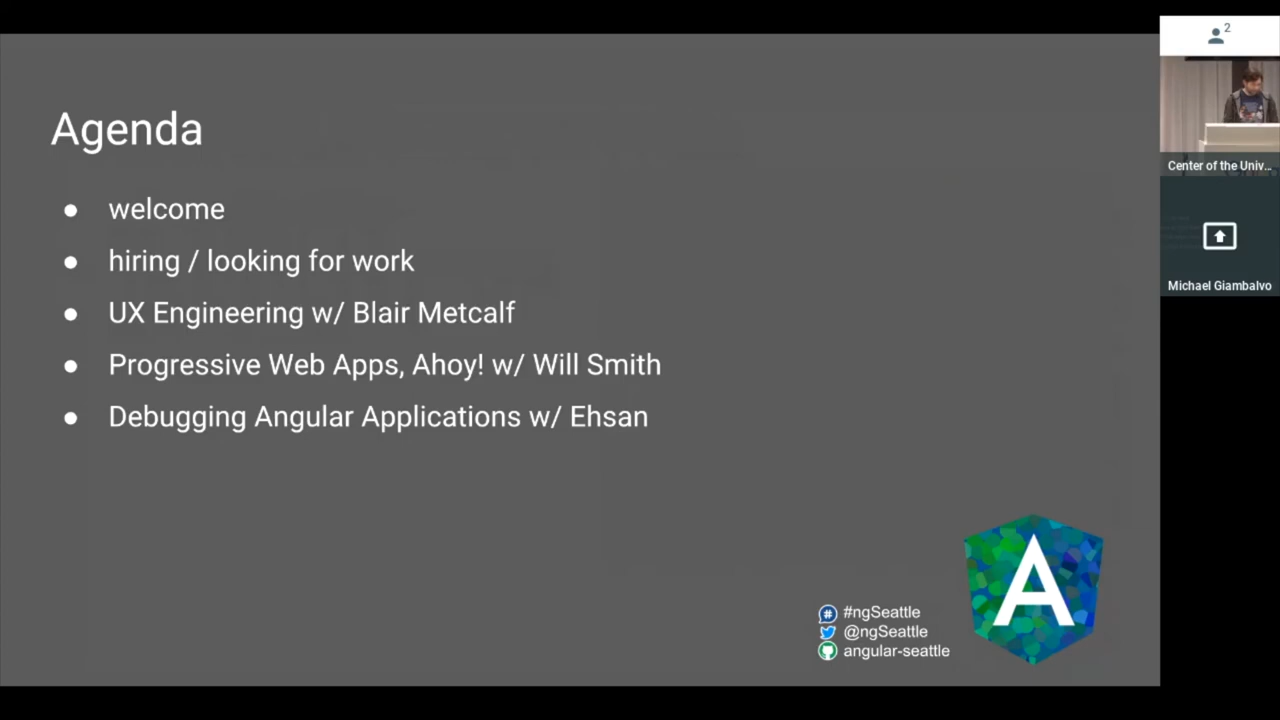 Agenda
welcome
hiring / looking for work
UX Engineering w/ Blair Metcalf
Progressive Web Apps, Ahoy! w/ Will Smith
Debugging Angular Applications w/ Ehsan
#ngSeattle
@ngSeattle
angular-seattle
A
2
Center of the Univ...
Michael Giambalvo